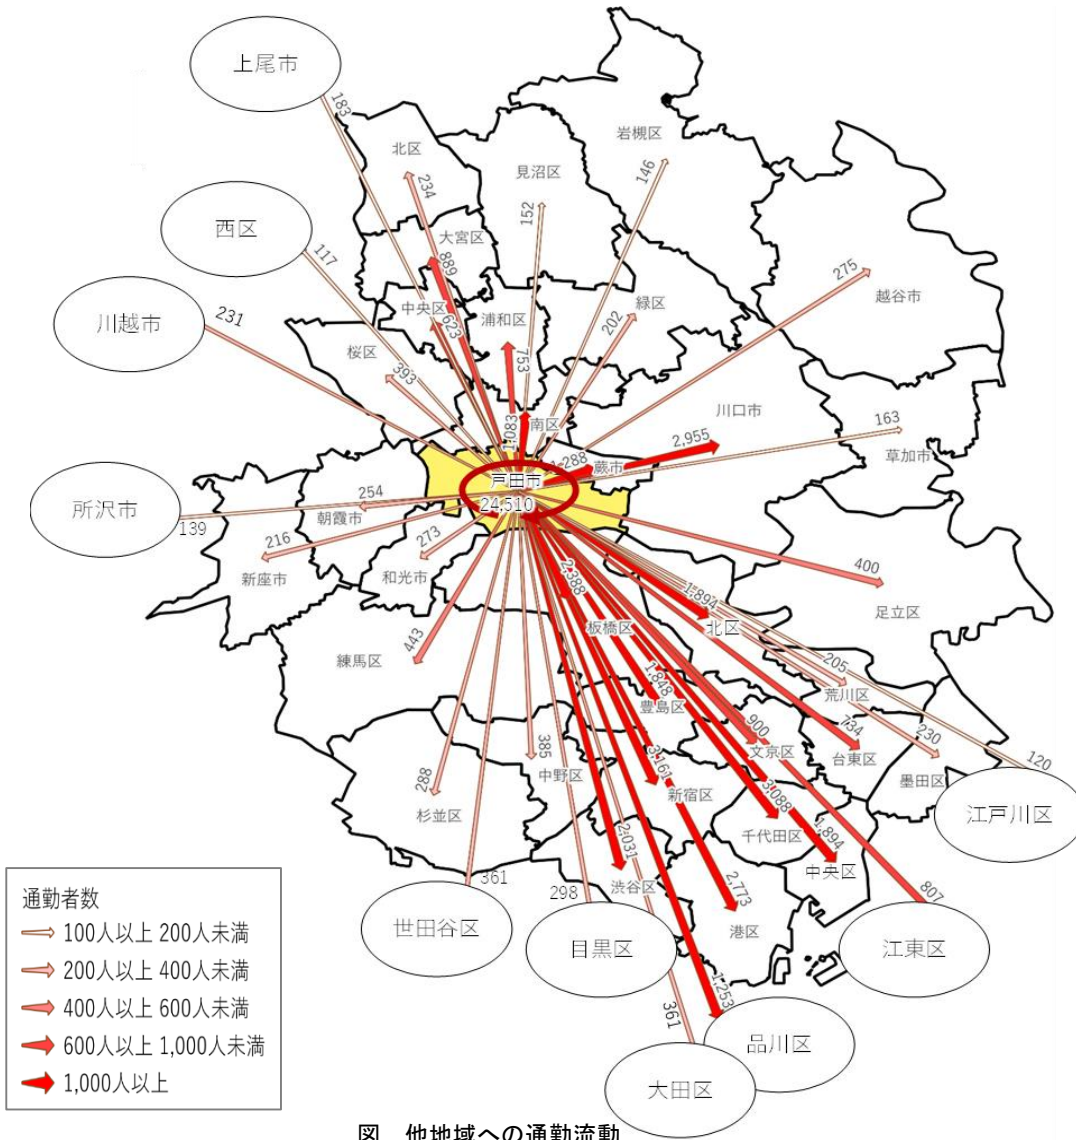 上尾市
183
北区
234
見沼区
152
岩槻区
146
西区
117
大宮区
889
川越市
231
中央区
623
浦和区
753
緑区
202
越谷市
275
桜区
393
川口市
2,955
南区
1,083
163
草加市
288
蕨市
戸田市
24,510
所沢市
139
254
朝霞市
216
新座市
273
和光市
400
足立区
2,388
板橋区
1,894
北区
443
練馬区
205
荒川区
1,848
豊島区
900
文京区
734
台東区
230
墨田区
120
江戸川区
385
中野区
288
杉並区
3,161
新宿区
3,088
千代田区
1,894
中央区
2,031
渋谷区
2,773
港区
807
江東区
361
世田谷区
298
目黒区
1,253
品川区
361
大田区
通勤者数
100人以上 200人未満
200人以上 400人未満
400人以上 600人未満
600人以上 1,000人未満
1,000人以上
図 他地域への通勤流動